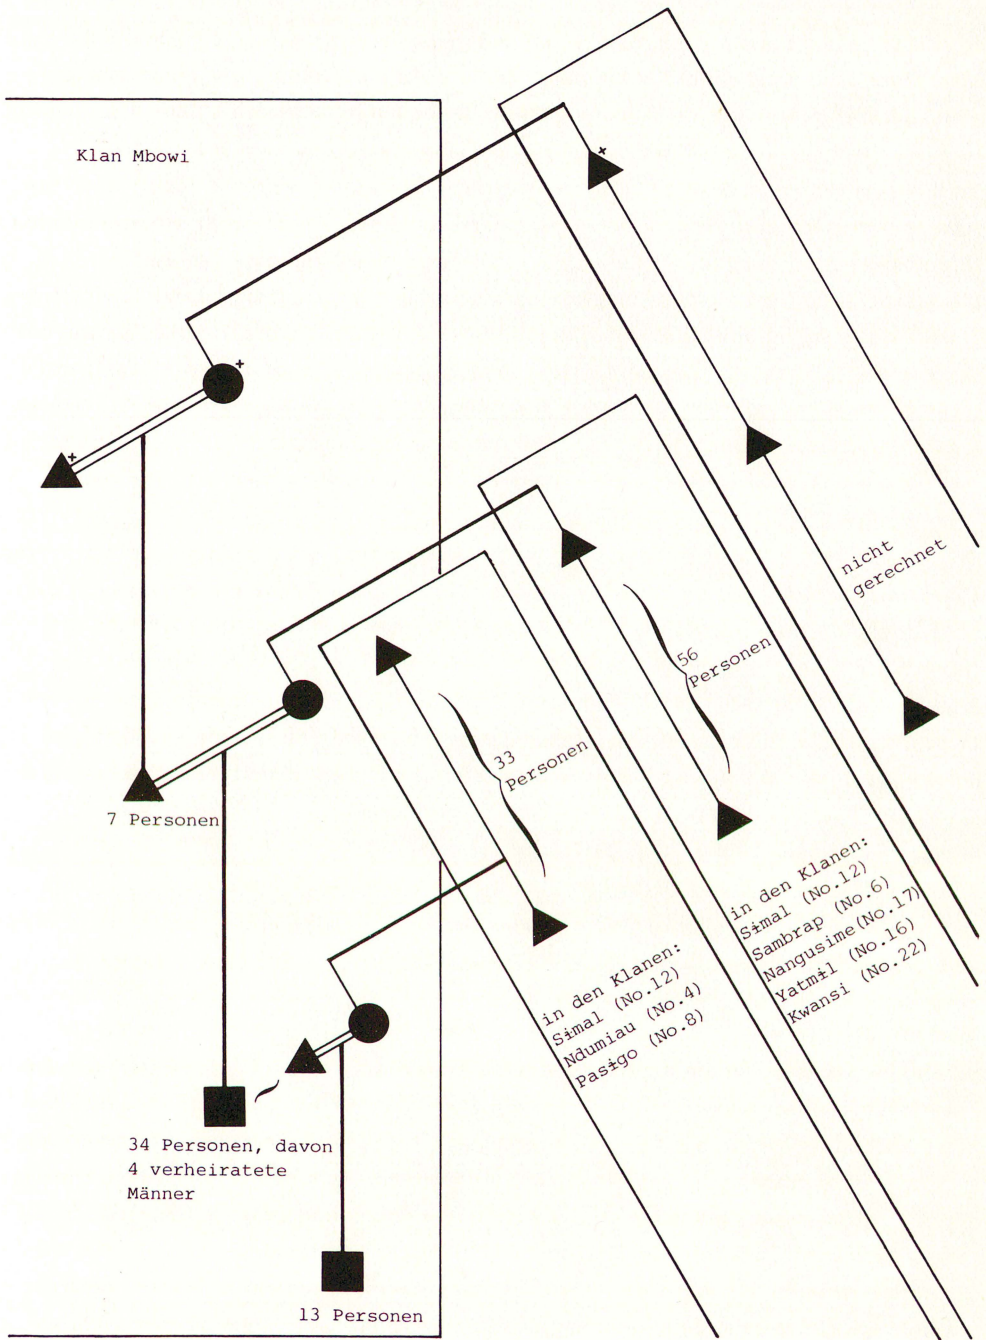 Klan Mbowi
nicht
gerechnet
56
Personen
33
Personen
7 Personen
in den Klanen:
Sɨmal (No.12)
Sambrap (No.6)
Nangusime (No.17)
Yatmɨl (No.16)
Kwansi (No.22)
in den Klanen:
Sɨmal (No.12)
Ndumiau (No.4)
Pasɨgo (No.8)
34 Personen, davon
4 verheiratete
Männer
13 Personen